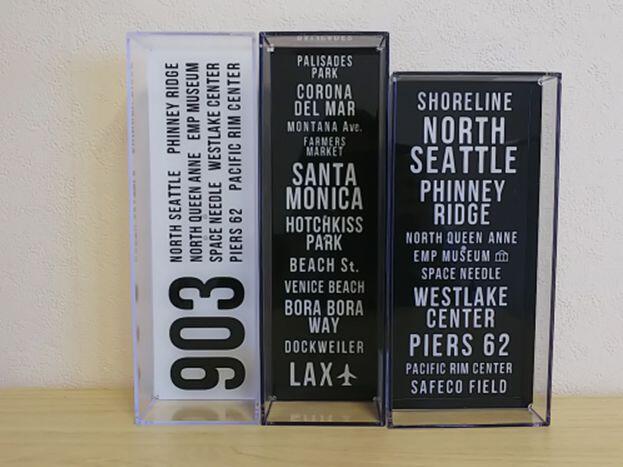 903
NORTH SEATTLE PHINNEY RIDGE
NORTH QUEEN ANNE EMP MUSEUM
SPACE NEEDLE WESTLAKE CENTER
PIERS 62 PACIFIC RIM CENTER
PALISADES
PARK
CORONA
DEL MAR
MONTANA Ave.
FARMERS
MARKET
SANTA
MONICA
HOTCHKISS
PARK
BEACH St.
VENICE BEACH
BORA BORA
WAY
DOCKWEILER
LAX
SHORELINE
NORTH
SEATTLE
PHINNEY
RIDGE
NORTH QUEEN ANNE
EMP MUSEUM
SPACE NEEDLE
WESTLAKE
CENTER
PIERS 62
PACIFIC RIM CENTER
SAFECO FIELD